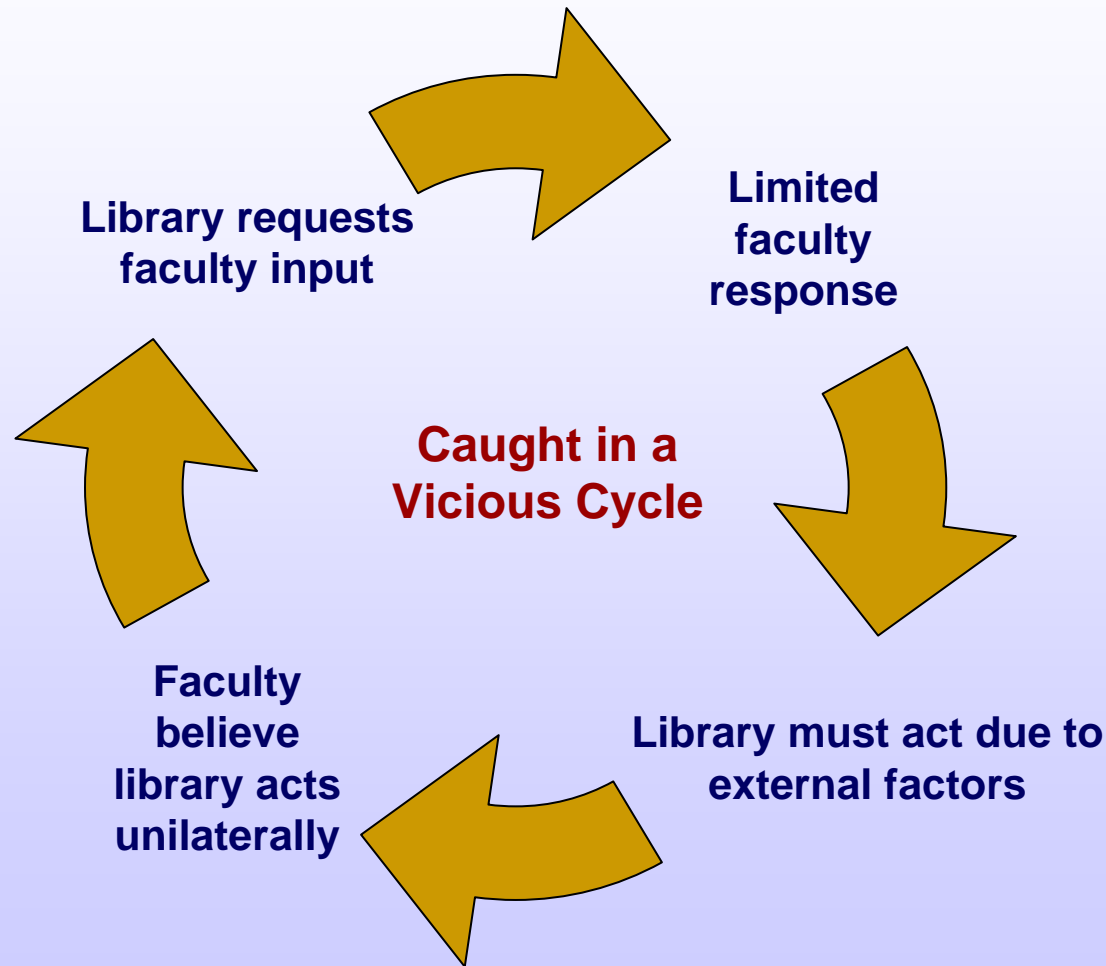 Library requests
faculty input
Limited
faculty
response
Caught in a
Vicious Cycle
Library must act due to
external factors
Faculty
believe
library acts
unilaterally